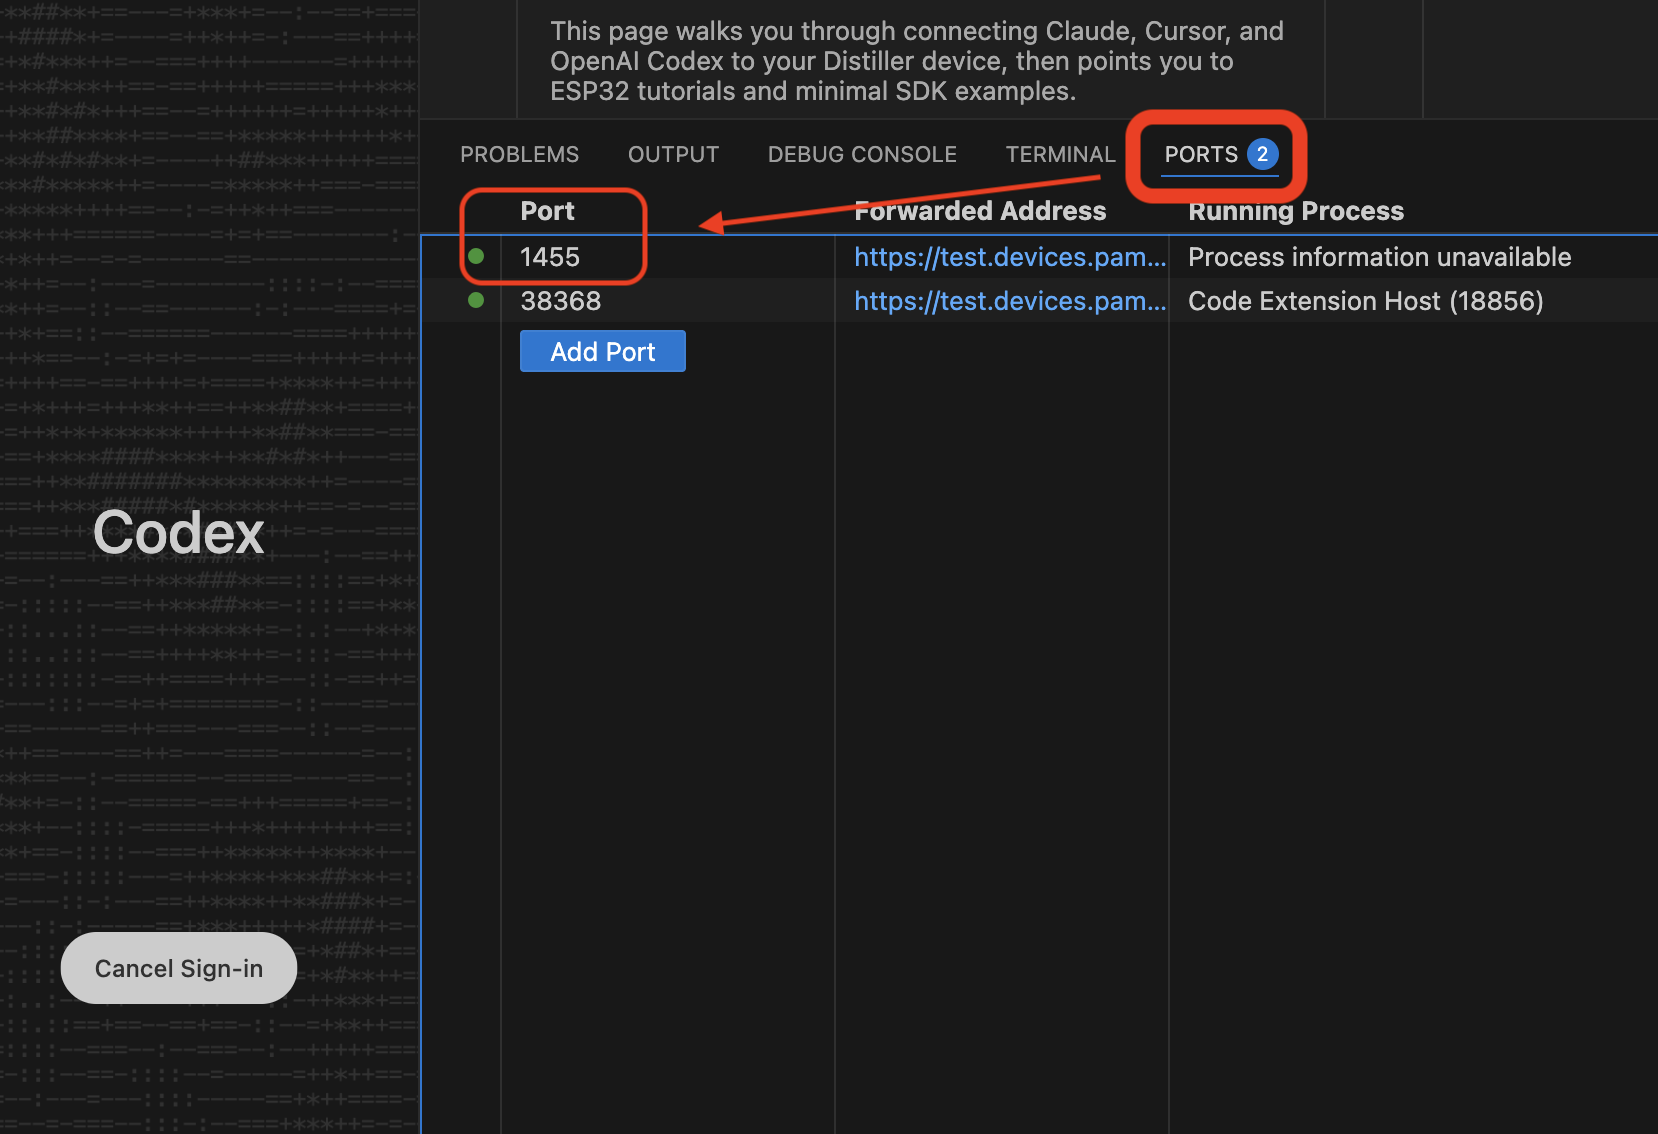 This page walks you through connecting Claude, Cursor, and
OpenAI Codex to your Distiller device, then points you to
ESP32 tutorials and minimal SDK examples.
PROBLEMS OUTPUT DEBUG CONSOLE TERMINAL PORTS 2
Port Forwarded Address Running Process
1455 https://test.devices.pam... Process information unavailable
38368 https://test.devices.pam... Code Extension Host (18856)
Add Port
Codex
Cancel Sign-in